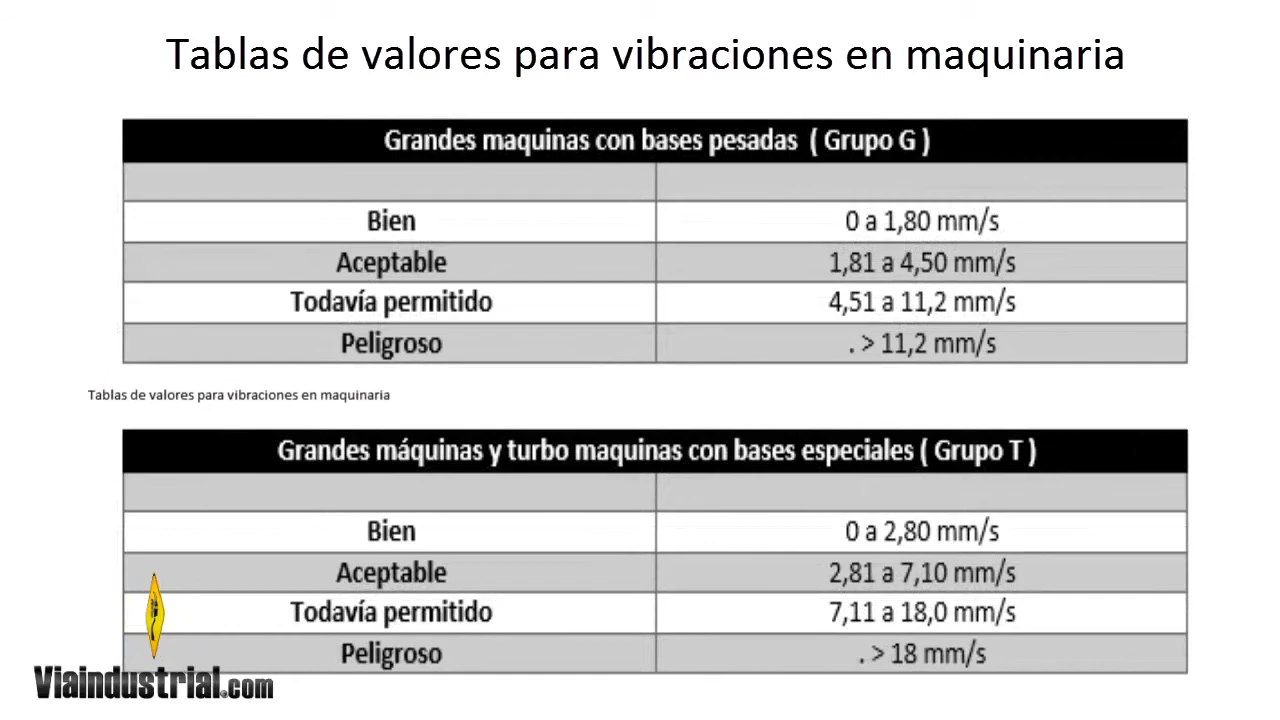 Tablas de valores para vibraciones en maquinaria
Grandes maquinas con bases pesadas ( Grupo G )
Bien 0 a 1,80 mm/s
Aceptable 1,81 a 4,50 mm/s
Todavía permitido 4,51 a 11,2 mm/s
Peligroso . > 11,2 mm/s
Tablas de valores para vibraciones en maquinaria
Grandes máquinas y turbo maquinas con bases especiales ( Grupo T )
Bien 0 a 2,80 mm/s
Aceptable 2,81 a 7,10 mm/s
Todavía permitido 7,11 a 18,0 mm/s
Peligroso . > 18 mm/s
Viaindustrial.com